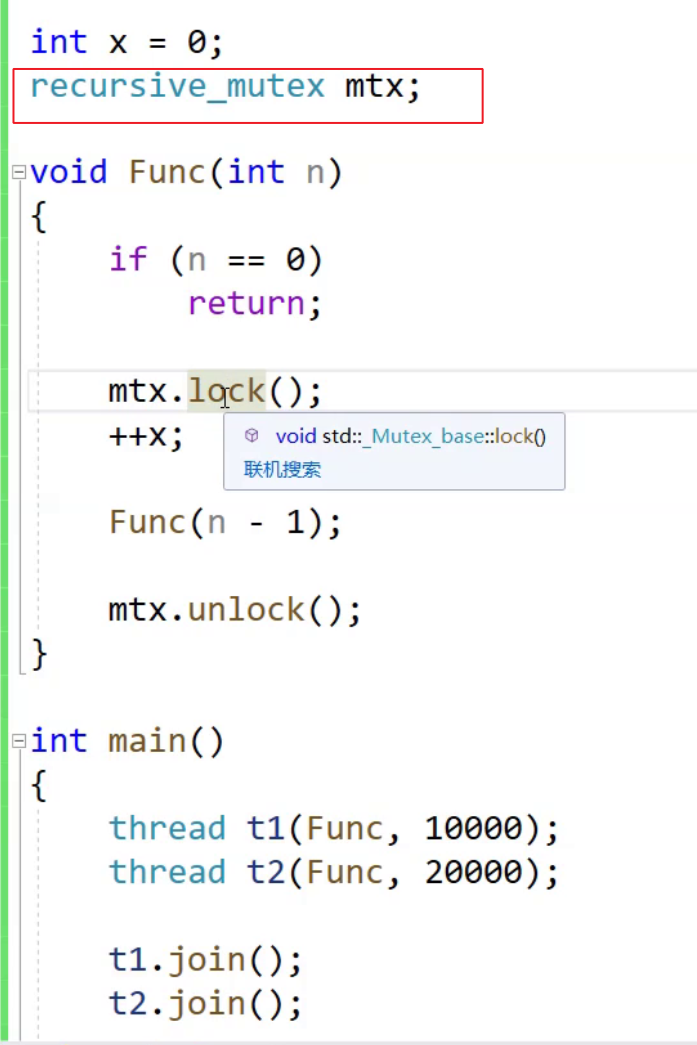 int x = 0;
recursive_mutex mtx;
void Func(int n)
{
if (n == 0)
return;
mtx.lock();
++x;
void std::_Mutex_base::lock()
联机搜索
Func(n - 1);
mtx.unlock();
}
int main()
{
thread t1(Func, 10000);
thread t2(Func, 20000);
t1.join();
t2.join();